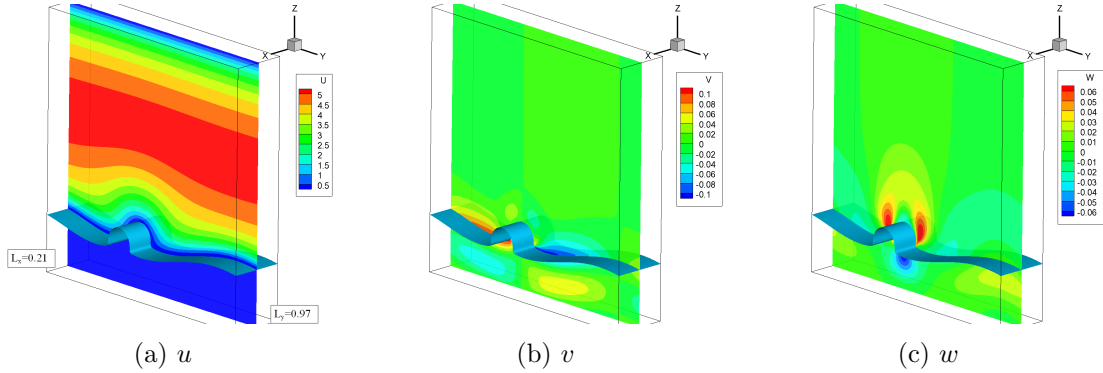 Z
X
Y
U
5
4.5
4
3.5
3
2.5
2
1.5
1
0.5
Lx=0.21
Ly=0.97
(a) u
Z
X
Y
V
0.1
0.08
0.06
0.04
0.02
0
-0.02
-0.04
-0.06
-0.08
-0.1
(b) v
Z
X
Y
W
0.06
0.05
0.04
0.03
0.02
0.01
0
-0.01
-0.02
-0.03
-0.04
-0.05
-0.06
(c) w